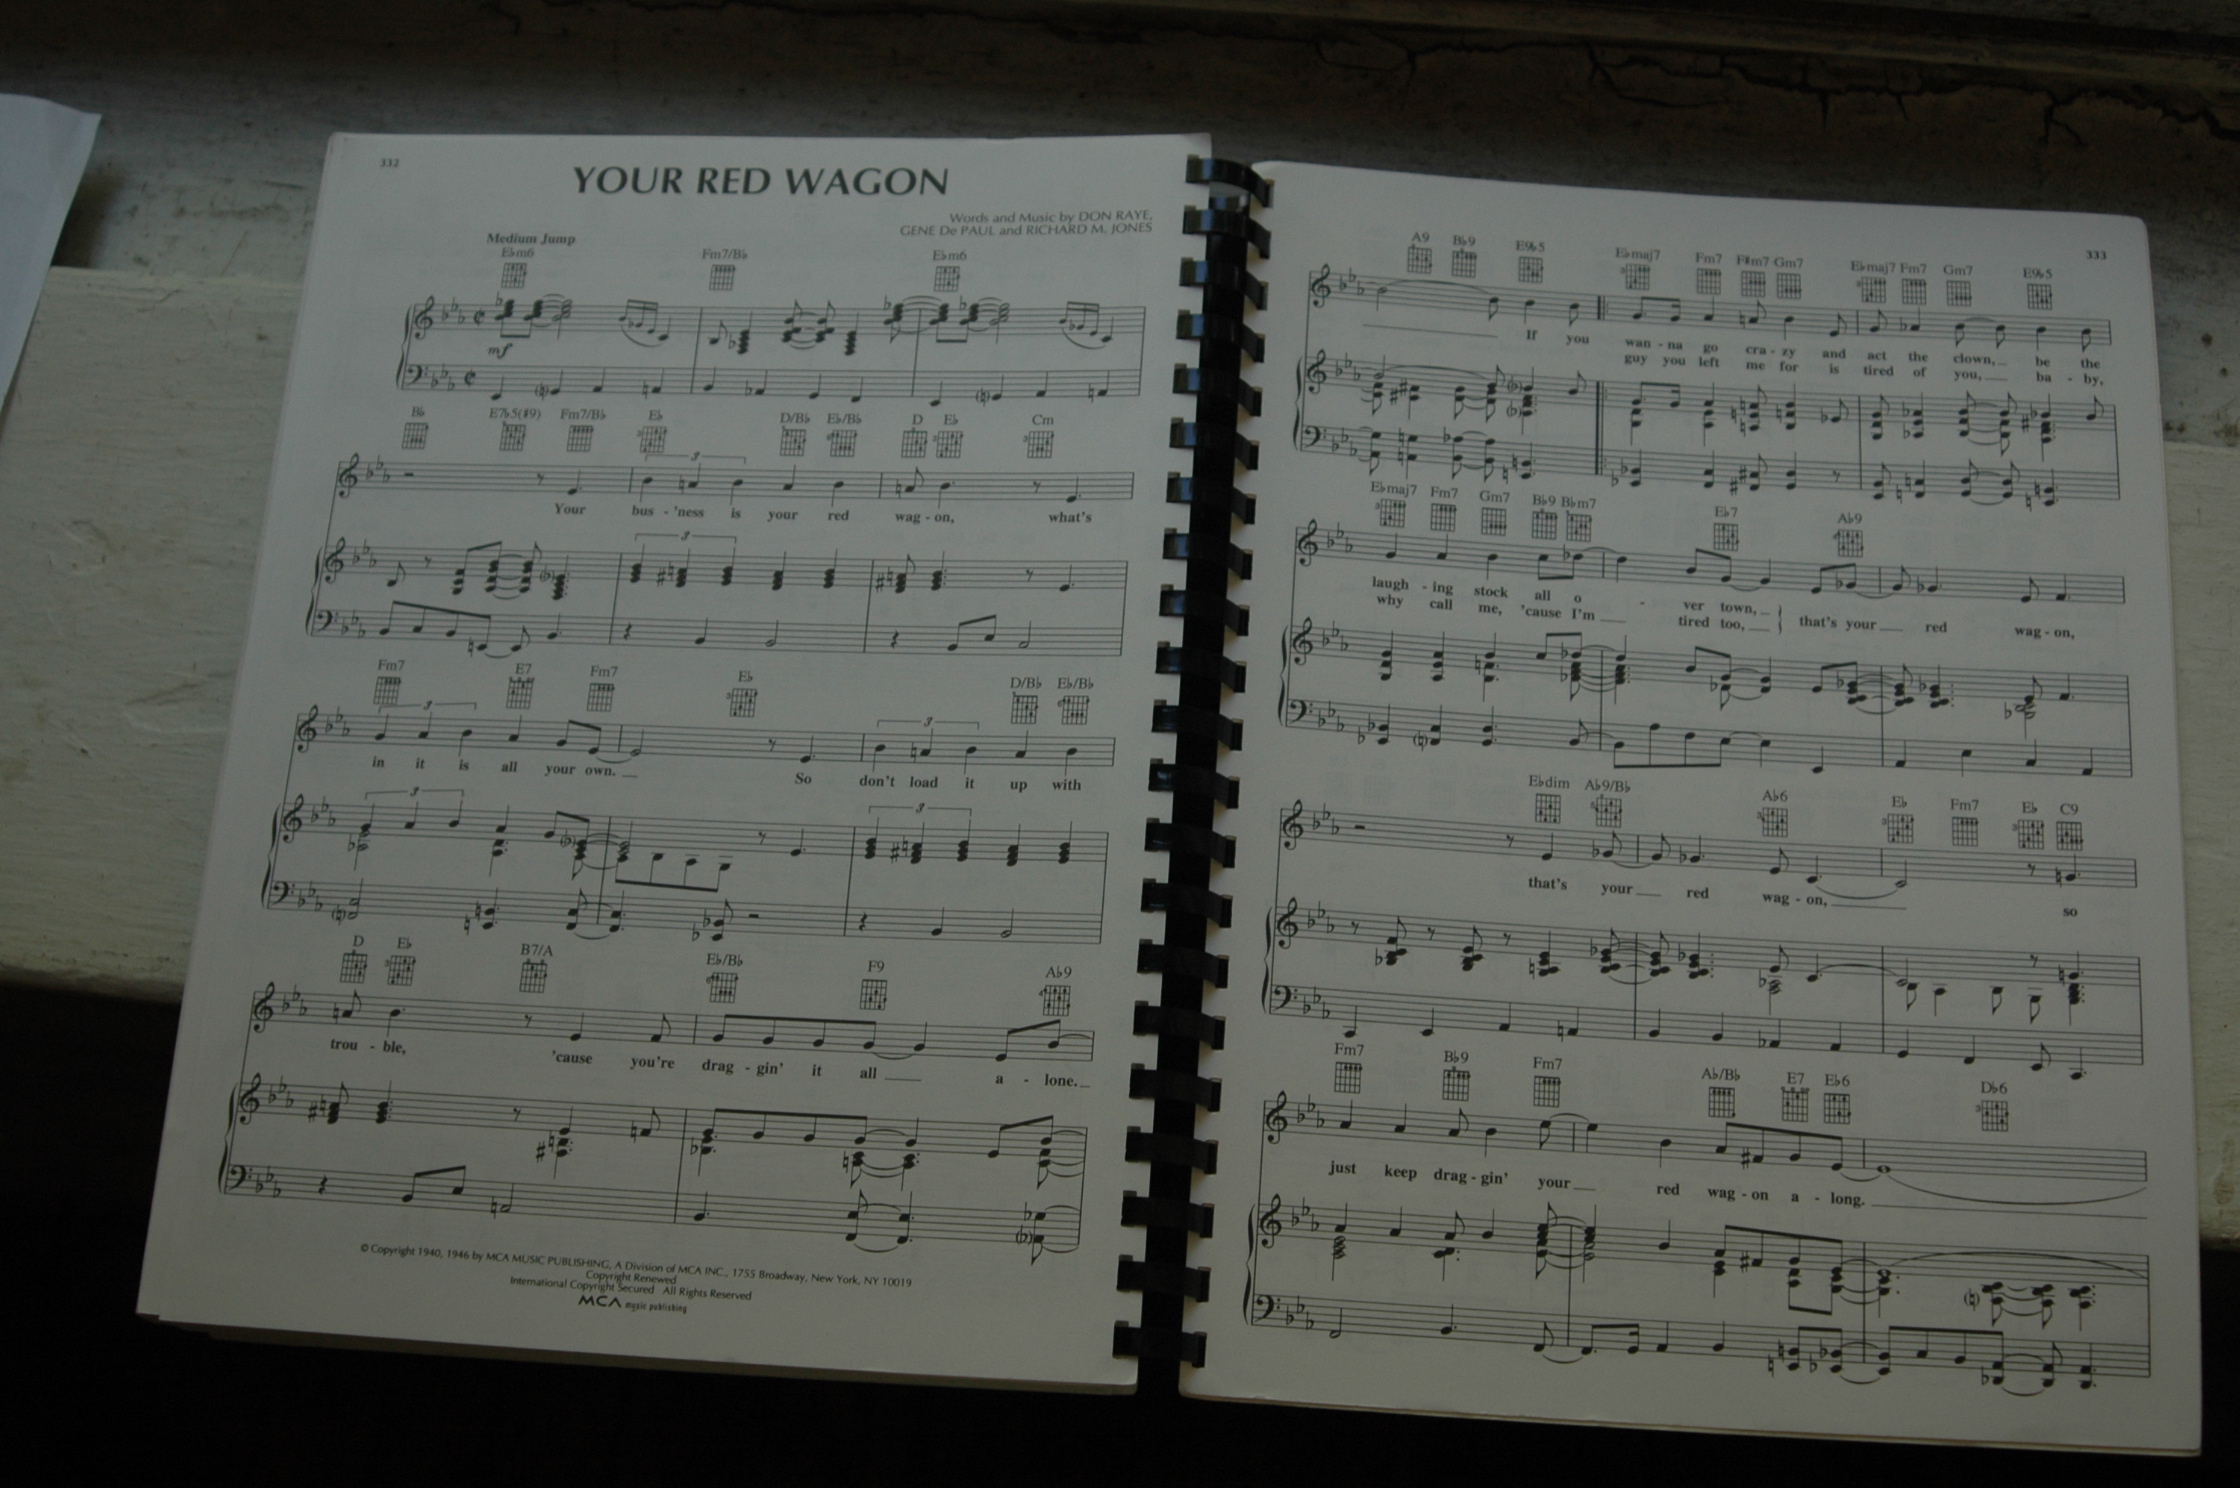 332
YOUR RED WAGON
Words and Music by DON RAYE,
GENE De PAUL and RICHARD M. JONES
Medium Jump
E♭m6 Fm7/B♭ E♭m6
mf
B♭ E7♭5(#9) Fm7/B♭ E♭ D/B♭ E♭/B♭ D E♭ Cm
3
Your bus - 'ness is your red wag - on, what's
3
Fm7 E7 Fm7 E♭ D/B♭ E♭/B♭
3 3
in it is all your own. So don't load it up with
3 3
D E♭ B7/A E♭/B♭ F9 A♭9
trou - ble, 'cause you're drag - gin' it all a - lone.
© Copyright 1940, 1946 by MCA MUSIC PUBLISHING, A Division of MCA INC., 1755 Broadway, New York, NY 10019
Copyright Renewed
International Copyright Secured All Rights Reserved
MCA music publishing
333
A9 B♭9 E9♭5 E♭maj7 Fm7 F#m7 Gm7 E♭maj7 Fm7 Gm7 E9♭5
If you wan - na go cra - zy and act the clown, be the
guy you left me for is tired of you, ba - by,
E♭maj7 Fm7 Gm7 B♭9 B♭m7 E♭7 A♭9
laugh - ing stock all o - ver town, that's your red wag - on,
why call me, 'cause I'm tired too,
E♭dim A♭9/B♭ A♭6 E♭ Fm7 E♭ C9
that's your red wag - on, so
Fm7 B♭9 Fm7 A♭/B♭ E7 E♭6 D♭6
just keep drag - gin' your red wag - on a - long.